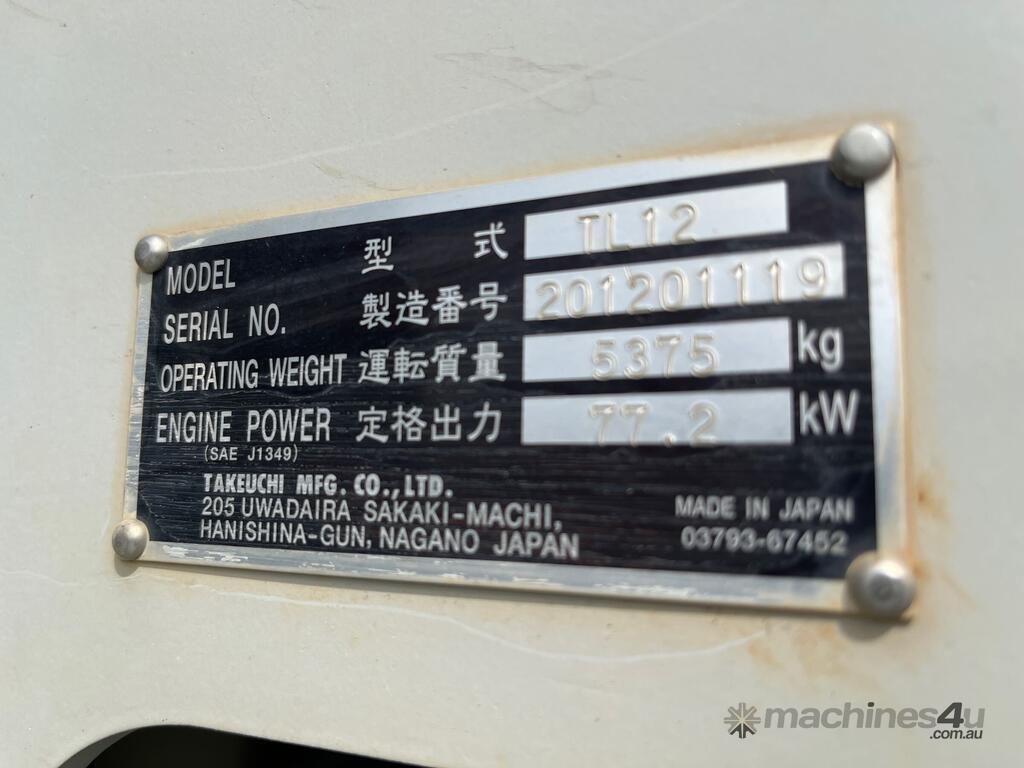 MODEL 型 式 TL12
SERIAL NO. 製造番号 201201119
OPERATING WEIGHT 運転質量 5375 kg
ENGINE POWER 定格出力 77.2 kW
(SAE J1349)
TAKEUCHI MFG. CO.,LTD.
205 UWADAIRA SAKAKI-MACHI,
HANISHINA-GUN, NAGANO JAPAN
MADE IN JAPAN
03793-67452
machines4u
.com.au